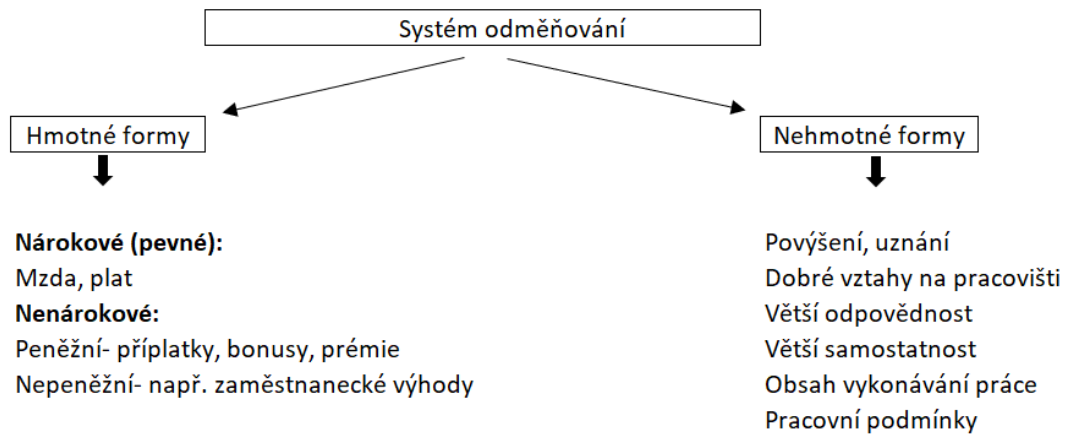 Systém odměňování
Hmotné formy
Nárokové (pevné):
Mzda, plat
Nenárokové:
Peněžní- příplatky, bonusy, prémie
Nepeněžní- např. zaměstnanecké výhody
Nehmotné formy
Povýšení, uznání
Dobré vztahy na pracovišti
Větší odpovědnost
Větší samostatnost
Obsah vykonávání práce
Pracovní podmínky